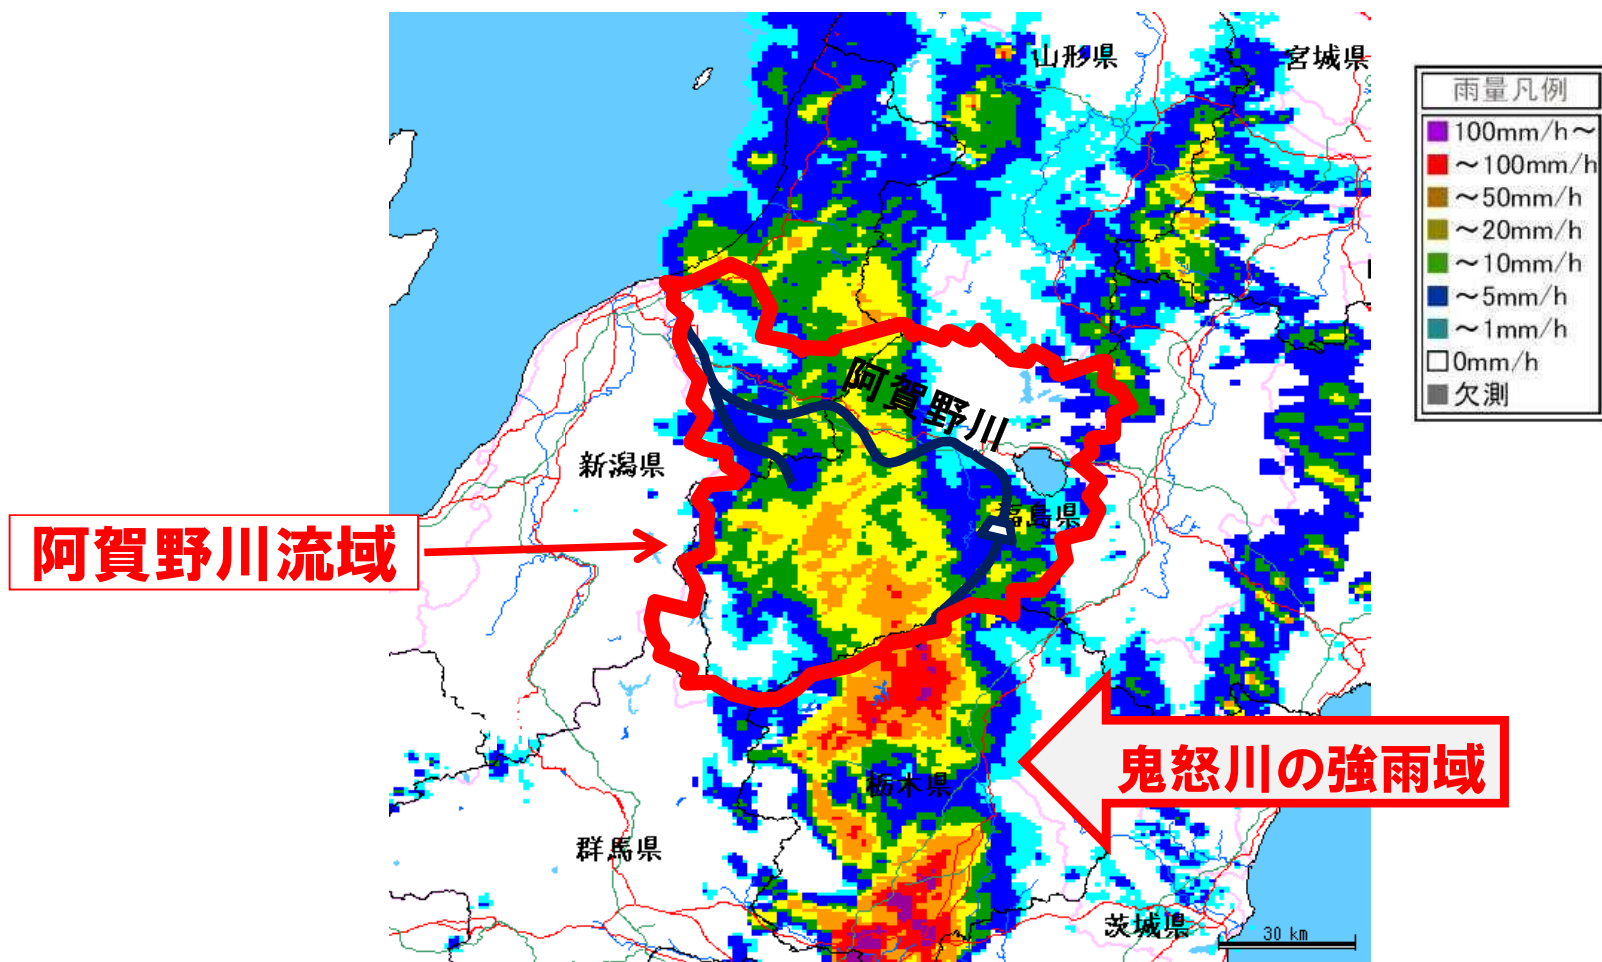 山形県
宮城県
雨量凡例
100mm/h～
～100mm/h
～50mm/h
～20mm/h
～10mm/h
～5mm/h
～1mm/h
0mm/h
欠測
阿賀野川
新潟県
福島県
阿賀野川流域
鬼怒川の強雨域
栃木県
群馬県
茨城県
30 km